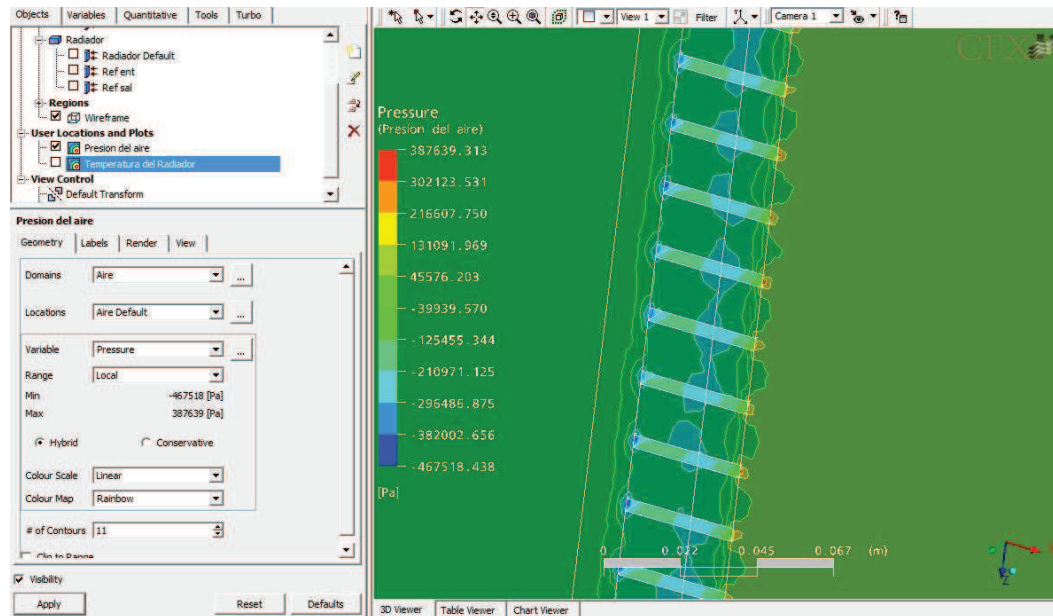 Objects Variables Quantitative Tools Turbo
View 1 Filter Camera 1
Radiador
Radiador Default
Ref ent
Ref sal
Regions
Wireframe
User Locations and Plots
Presion del aire
Temperatura del Radiador
View Control
Default Transform
Presion del aire
Geometry Labels Render View
Domains Aire ...
Locations Aire Default ...
Variable Pressure ...
Range Local
Min -467518 [Pa]
Max 387639 [Pa]
Hybrid Conservative
Colour Scale Linear
Colour Map Rainbow
# of Contours 11
Clip to Range
Visibility
Apply Reset Defaults
CFX
Pressure
(Presion del aire)
387639.313
302123.531
216607.750
131091.969
45576.203
-39939.570
-125455.344
-210971.125
-296486.875
-382002.656
-467518.438
[Pa]
0 0.022 0.045 0.067 (m)
3D Viewer Table Viewer Chart Viewer